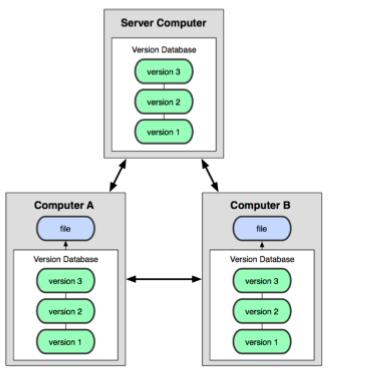 Server Computer
Version Database
version 3
version 2
version 1
Computer A
file
Version Database
version 3
version 2
version 1
Computer B
file
Version Database
version 3
version 2
version 1